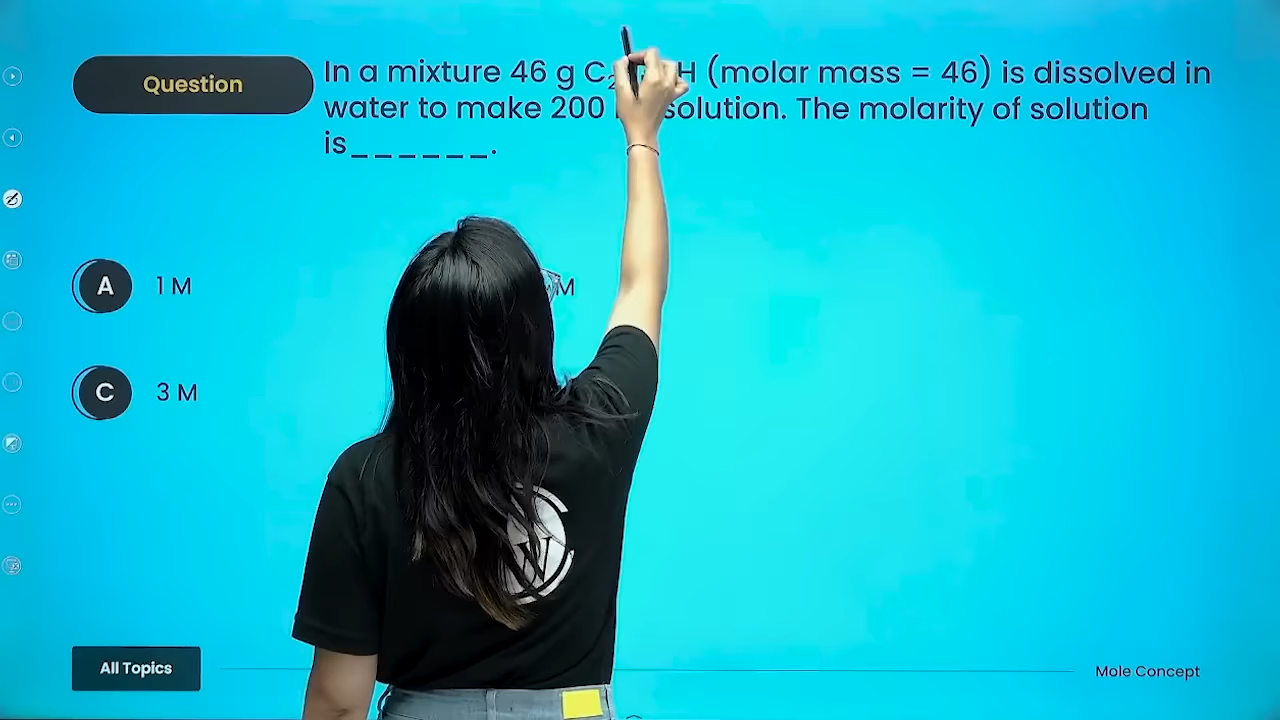 Question
In a mixture 46 g C₂ H (molar mass = 46) is dissolved in
water to make 200 solution. The molarity of solution
is______.
A 1 M M
C 3 M
W
All Topics
Mole Concept